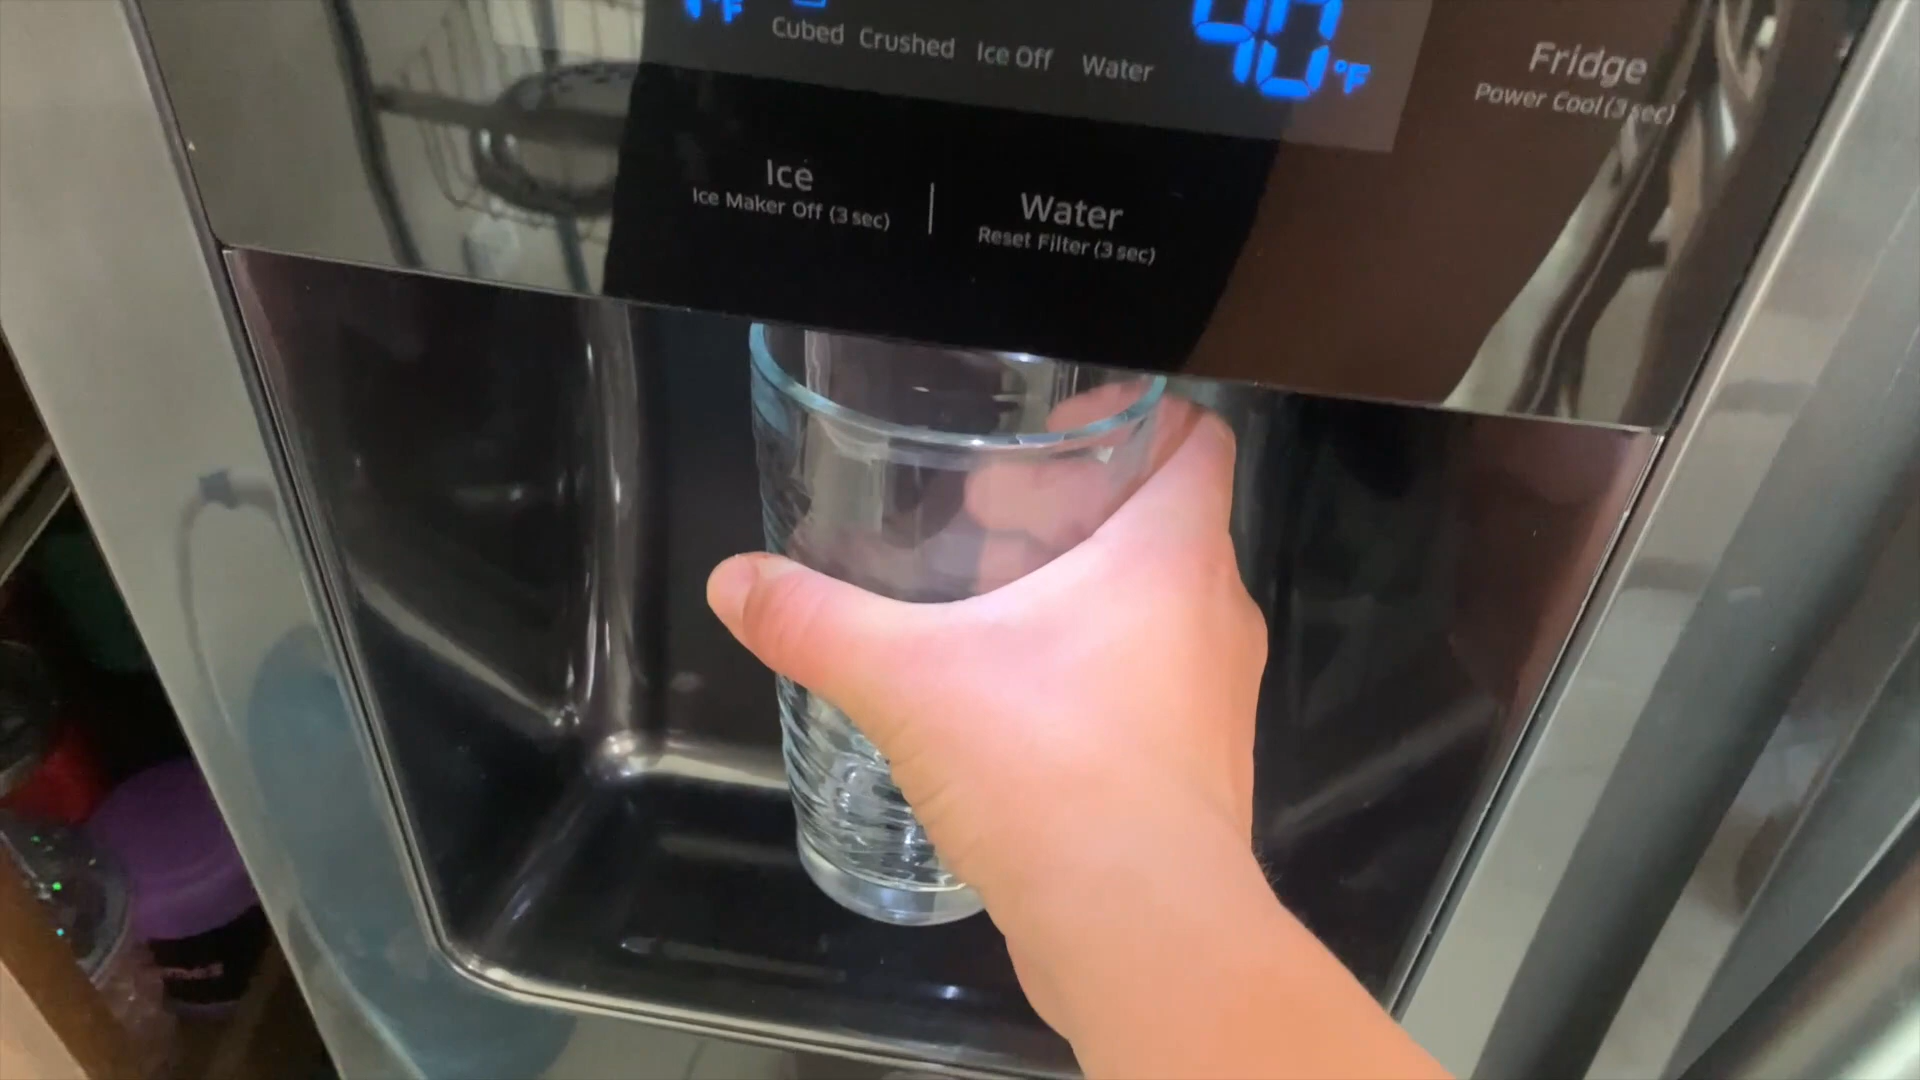 °F
Cubed Crushed Ice Off Water
40 °F
Fridge
Power Cool (3 sec)
Ice
Ice Maker Off (3 sec)
Water
Reset Filter (3 sec)